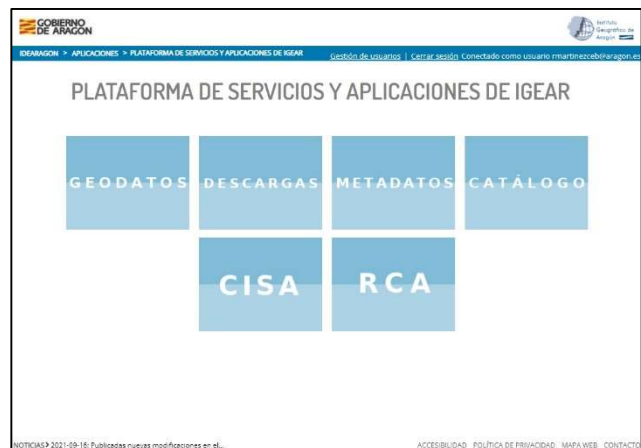 GOBIERNO
DE ARAGÓN
Instituto
Geográfico de
Aragón
IDEARAGON > APLICACIONES > PLATAFORMA DE SERVICIOS Y APLICACIONES DE IGEAR
Gestión de usuarios | Cerrar sesión Conectado como usuario rmartinezceb@aragon.es
PLATAFORMA DE SERVICIOS Y APLICACIONES DE IGEAR
GEODATOS DESCARGAS METADATOS CATÁLOGO
CISA RCA
NOTICIAS> 2021-09-16: Publicadas nuevas modificaciones en el...
ACCESIBILIDAD POLÍTICA DE PRIVACIDAD MAPA WEB CONTACTO